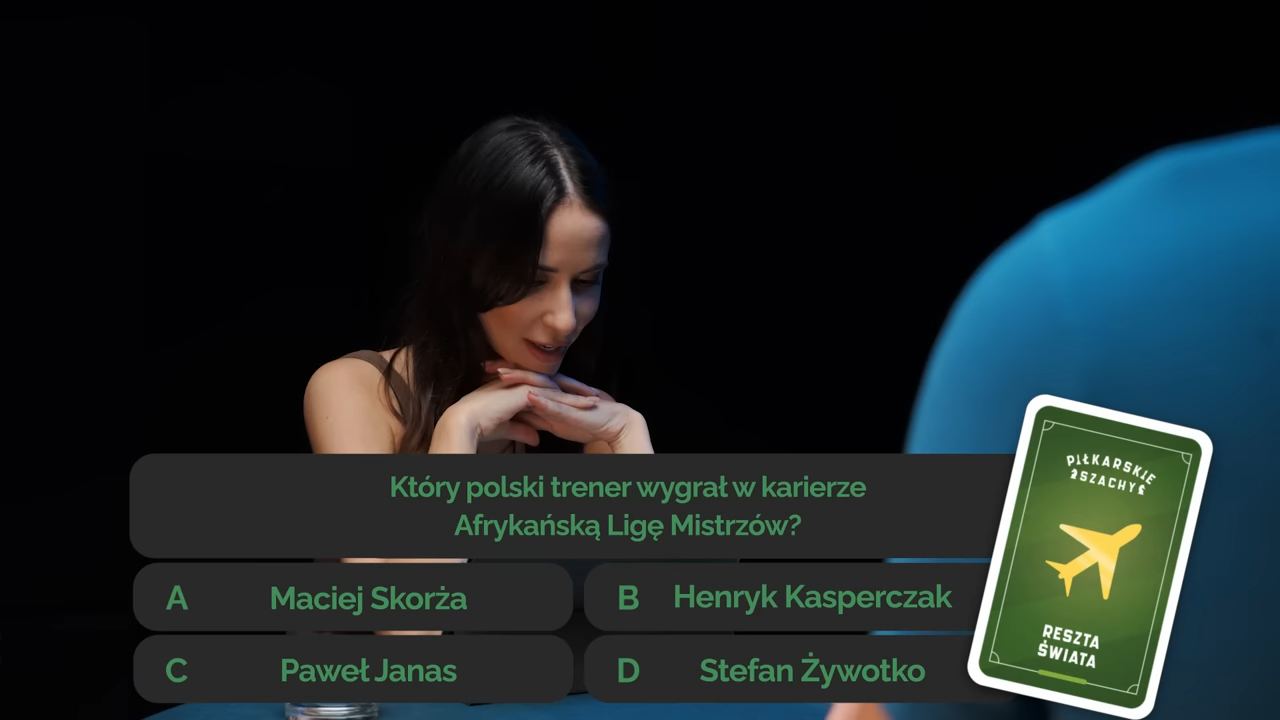 Który polski trener wygrał w karierze
Afrykańską Ligę Mistrzów?
A Maciej Skorża
B Henryk Kasperczak
C Paweł Janas
D Stefan Żywotko
PIŁKARSKIE
SZACHY
RESZTA
ŚWIATA